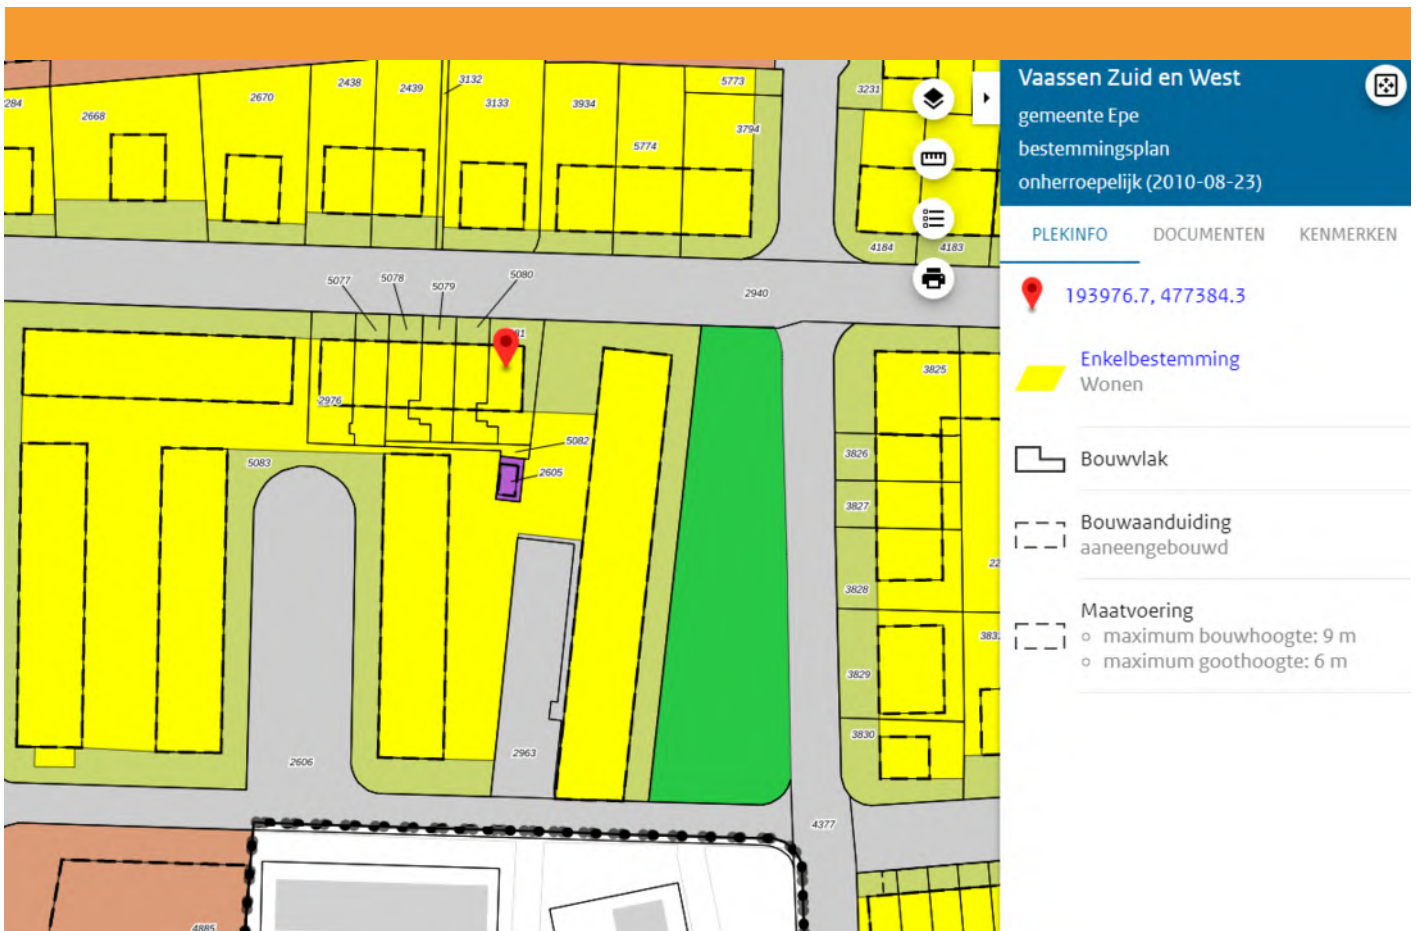 284
2668
2670
2438
2439
3132
3133
3934
5774
5773
3794
3231
4184
4183
5077
5078
5079
5080
2940
2976
5082
2605
5083
2606
2963
3825
3826
3827
3828
3829
3830
4377
4885
Vaassen Zuid en West
gemeente Epe
bestemmingsplan
onherroepelijk (2010-08-23)
PLEKINFO DOCUMENTEN KENMERKEN
193976.7, 477384.3
Enkelbestemming
Wonen
Bouwvlak
Bouwaanduiding
aaneengebouwd
Maatvoering
maximum bouwhoogte: 9 m
maximum goothoogte: 6 m